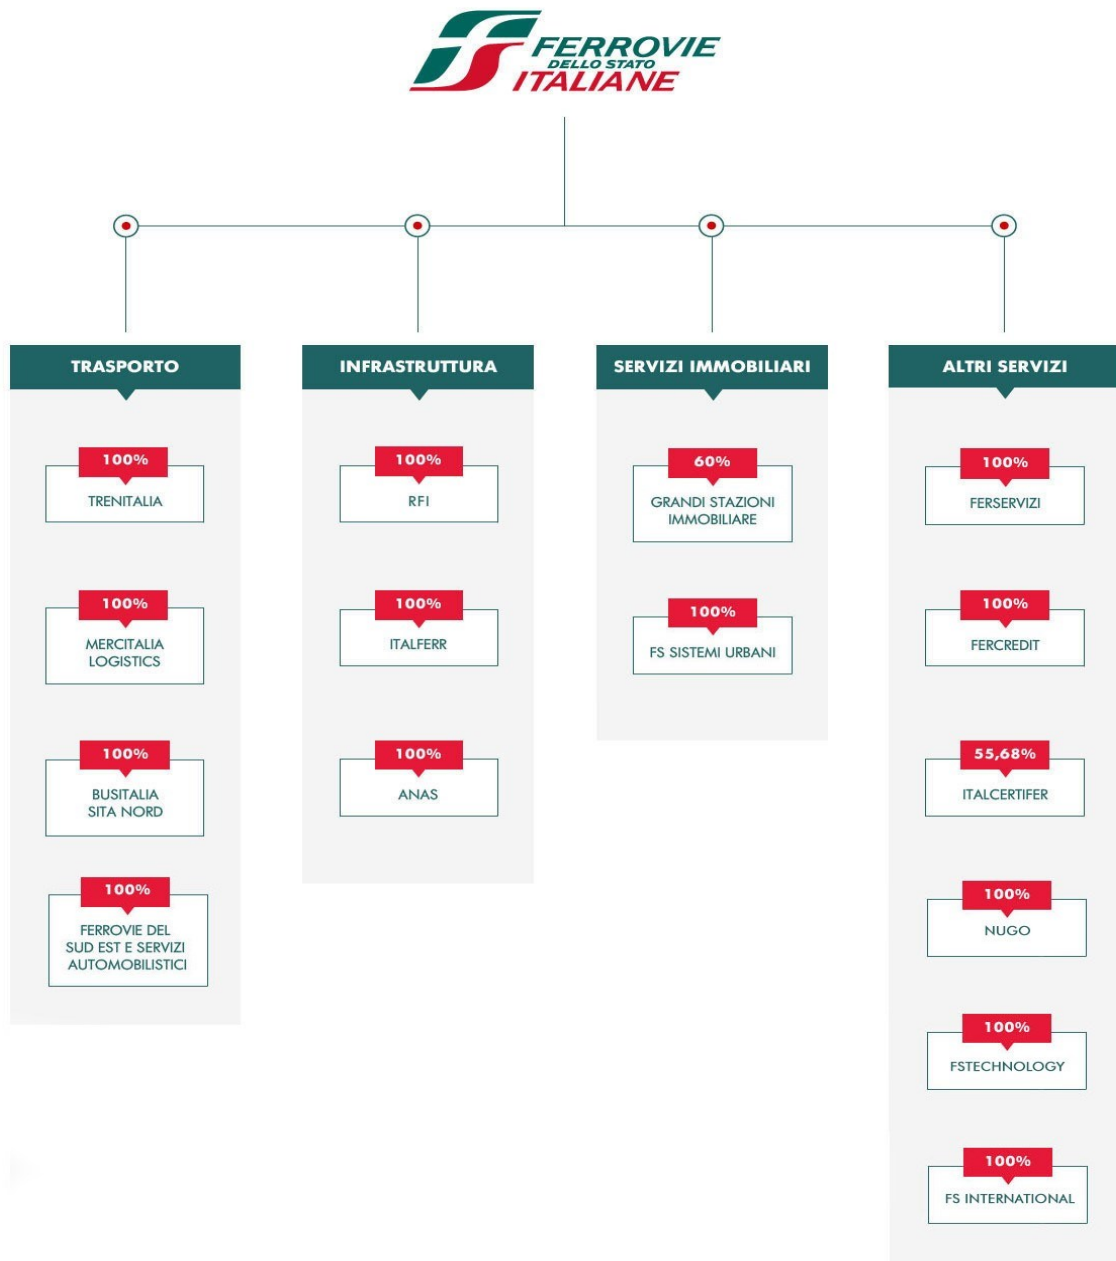 FERROVIE
DELLO STATO
ITALIANE
TRASPORTO
100%
TRENITALIA
100%
MERCITALIA
LOGISTICS
100%
BUSITALIA
SITA NORD
100%
FERROVIE DEL
SUD EST E SERVIZI
AUTOMOBILISTICI
INFRASTRUTTURA
100%
RFI
100%
ITALFERR
100%
ANAS
SERVIZI IMMOBILIARI
60%
GRANDI STAZIONI
IMMOBILIARE
100%
FS SISTEMI URBANI
ALTRI SERVIZI
100%
FERSERVIZI
100%
FERCREDIT
55,68%
ITALCERTIFER
100%
NUGO
100%
FSTECHNOLOGY
100%
FS INTERNATIONAL